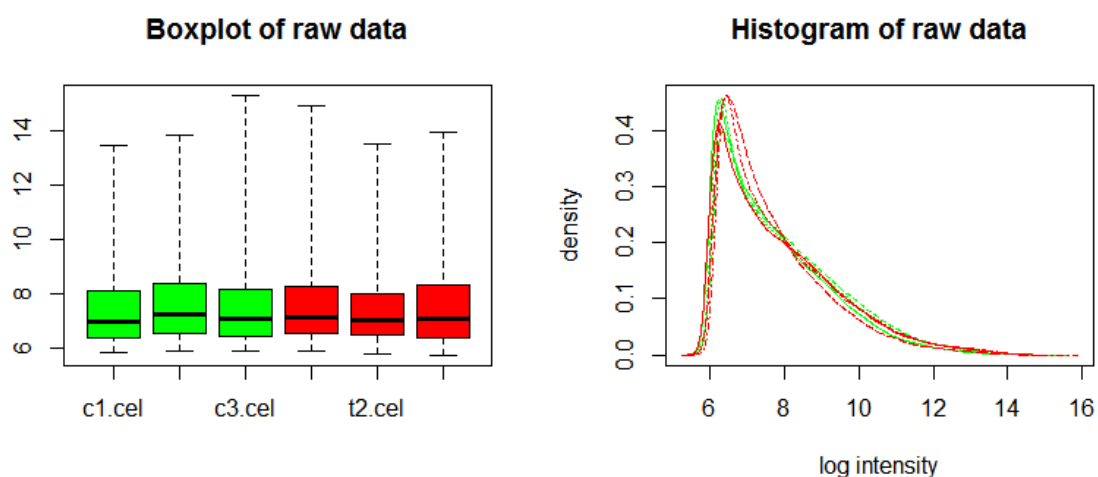 Boxplot of raw data
14
12
10
8
6
c1.cel c3.cel t2.cel
Histogram of raw data
density
0.4
0.3
0.2
0.1
0.0
6 8 10 12 14 16
log intensity